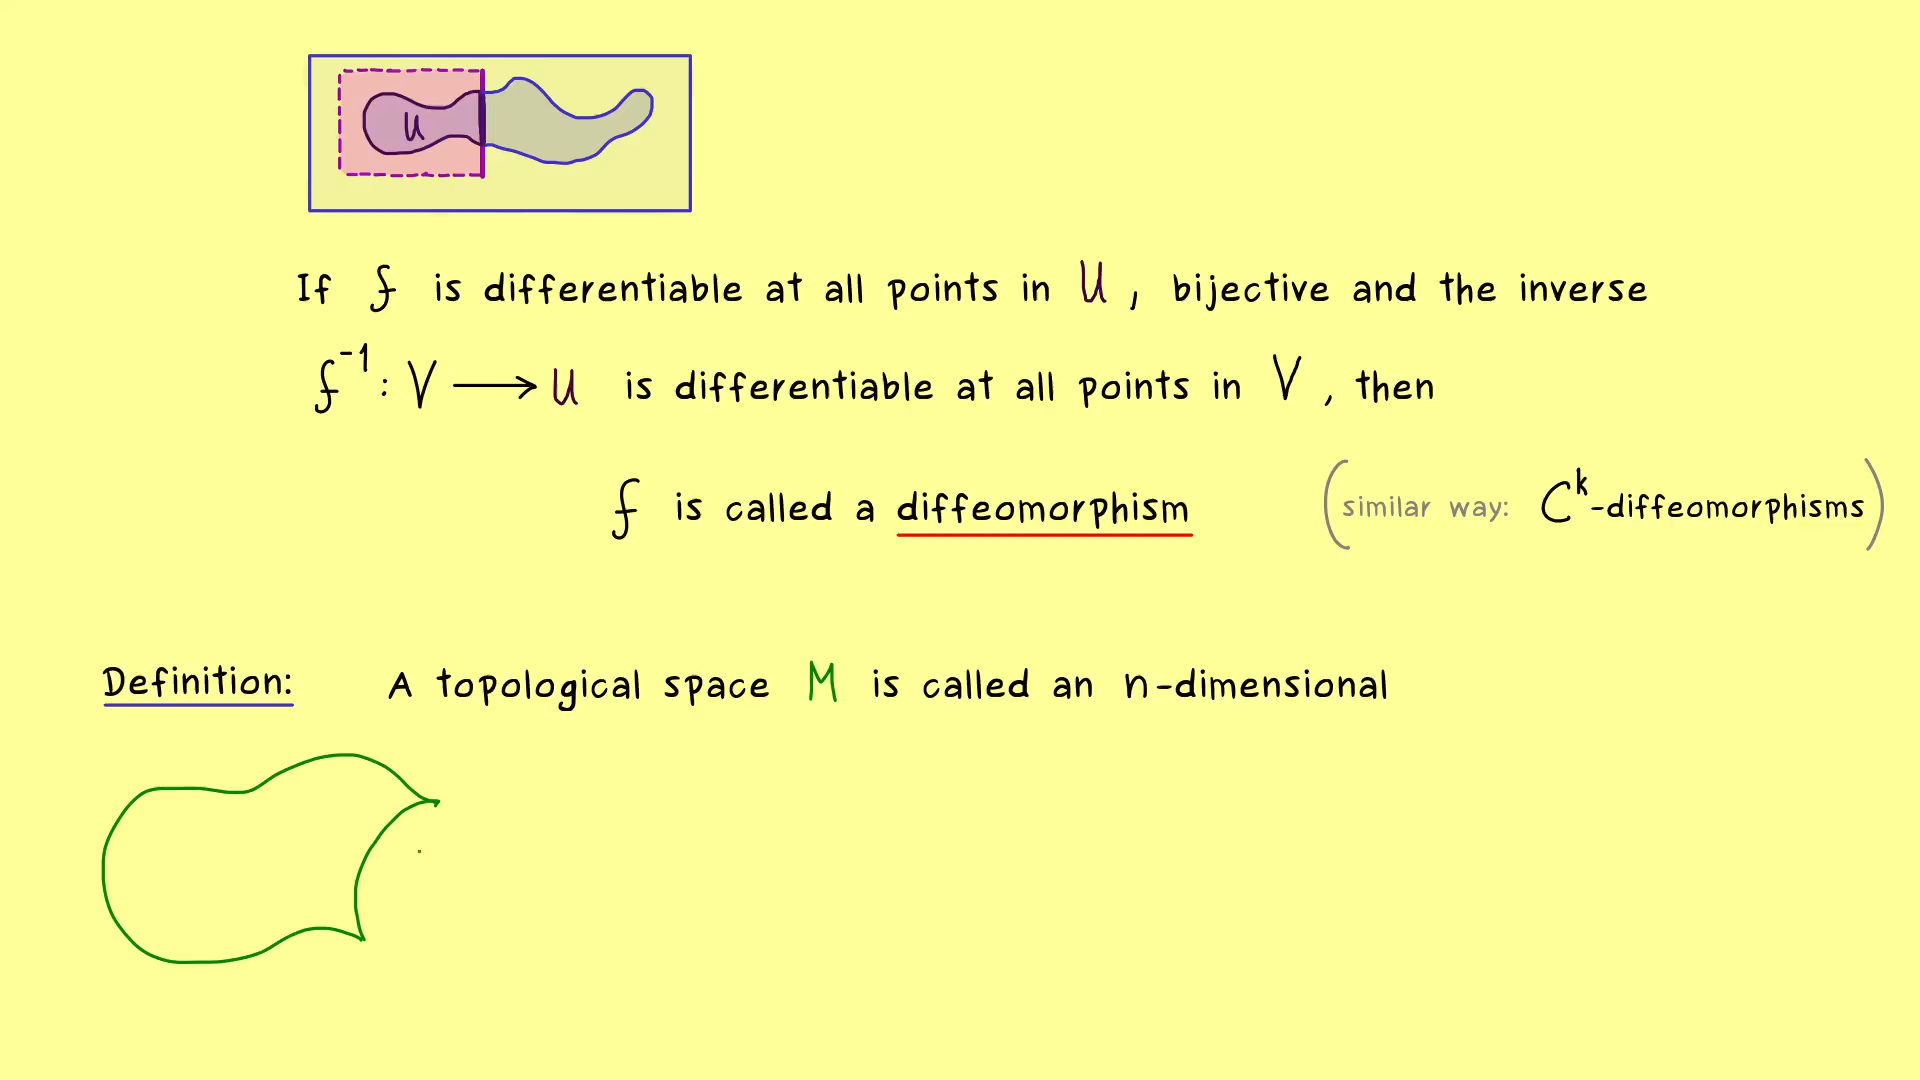 U
If f is differentiable at all points in U, bijective and the inverse
f⁻¹: V ⟶ U is differentiable at all points in V, then
f is called a diffeomorphism (similar way: Cᵏ-diffeomorphisms)
Definition: A topological space M is called an n-dimensional